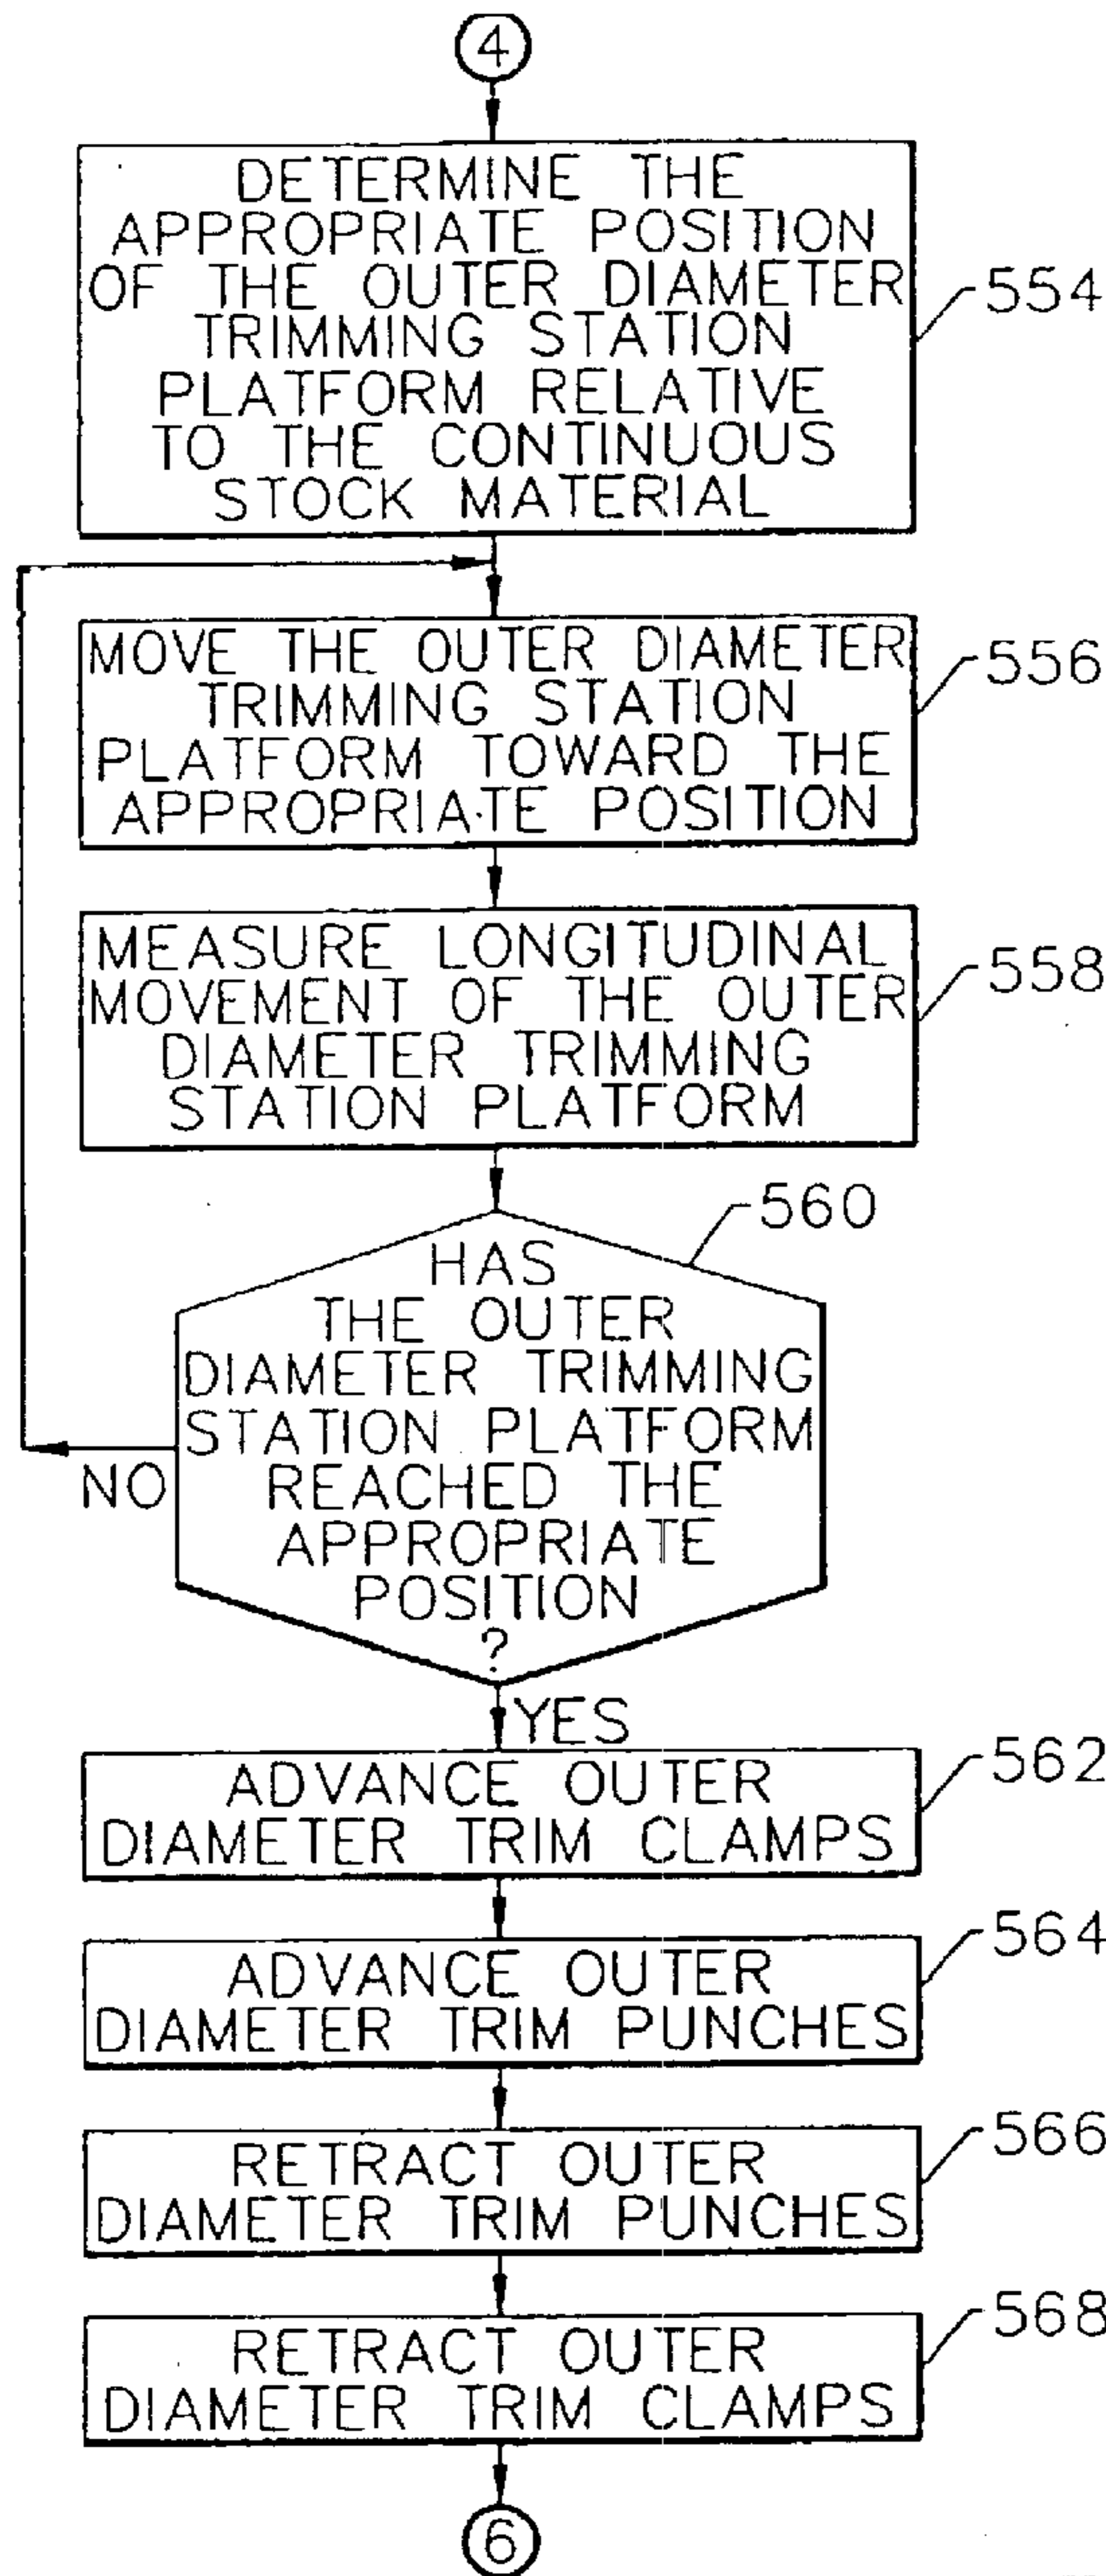 4
DETERMINE THE
APPROPRIATE POSITION
OF THE OUTER DIAMETER
TRIMMING STATION
PLATFORM RELATIVE
TO THE CONTINUOUS
STOCK MATERIAL
554
MOVE THE OUTER DIAMETER
TRIMMING STATION
PLATFORM TOWARD THE
APPROPRIATE POSITION
556
MEASURE LONGITUDINAL
MOVEMENT OF THE OUTER
DIAMETER TRIMMING
STATION PLATFORM
558
560
HAS
THE OUTER
DIAMETER TRIMMING
STATION PLATFORM
REACHED THE
APPROPRIATE
POSITION
?
NO
YES
ADVANCE OUTER
DIAMETER TRIM CLAMPS
562
ADVANCE OUTER
DIAMETER TRIM PUNCHES
564
RETRACT OUTER
DIAMETER TRIM PUNCHES
566
RETRACT OUTER
DIAMETER TRIM CLAMPS
568
6